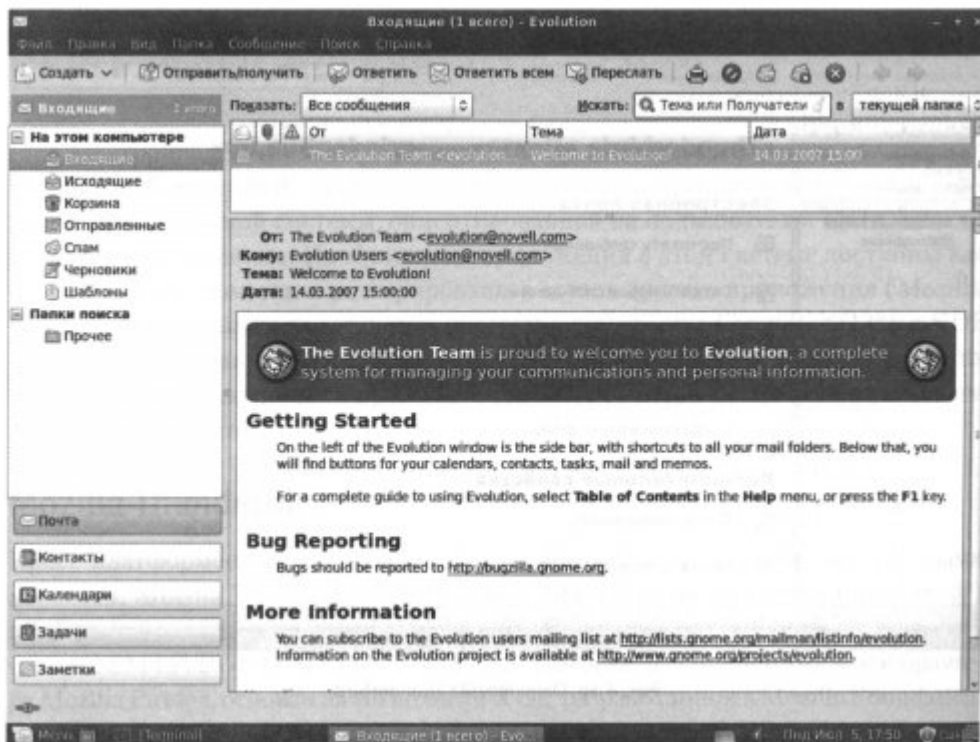 Входящие (1 всего) - Evolution
Файл Правка Вид Папка Сообщение Поиск Справка
Создать Отправить/получить Ответить Ответить всем Переслать
Входящие 1 всего
Показать: Все сообщения Искать: Тема или Получатели в текущей папке
От Тема Дата
The Evolution Team <evolution Welcome to Evolution! 14.03.2007 15:00
На этом компьютере
Входящие
Исходящие
Корзина
Отправленные
Спам
Черновики
Шаблоны
Папки поиска
Прочее
От: The Evolution Team <evolution@novell.com>
Кому: Evolution Users <evolution@novell.com>
Тема: Welcome to Evolution!
Дата: 14.03.2007 15:00:00
The Evolution Team is proud to welcome you to Evolution, a complete
system for managing your communications and personal information.
Getting Started
On the left of the Evolution window is the side bar, with shortcuts to all your mail folders. Below that, you
will find buttons for your calendars, contacts, tasks, mail and memos.
For a complete guide to using Evolution, select Table of Contents in the Help menu, or press the F1 key.
Bug Reporting
Bugs should be reported to http://bugzilla.gnome.org.
More Information
You can subscribe to the Evolution users mailing list at http://lists.gnome.org/mailman/listinfo/evolution.
Information on the Evolution project is available at http://www.gnome.org/projects/evolution.
Почта
Контакты
Календари
Задачи
Заметки
Menu [Terminal] Входящие (1 всего) - Evo... Пнд Июл 5, 17:50